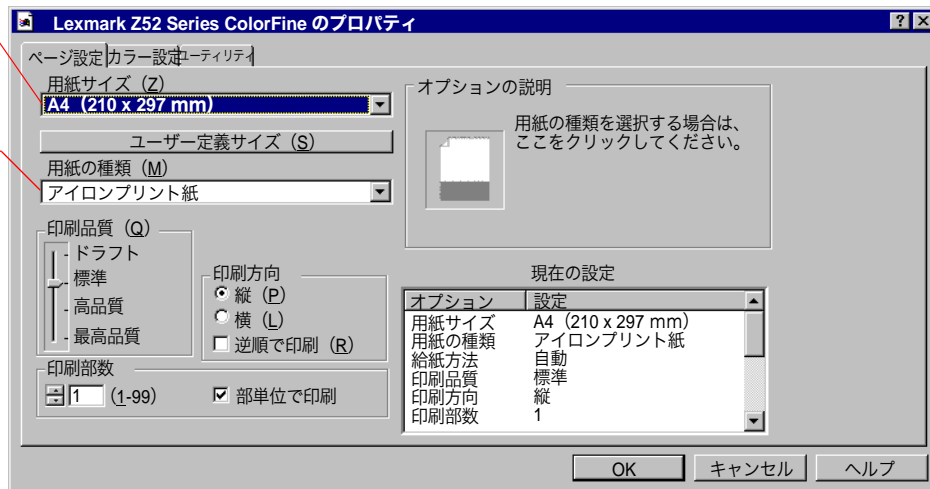 Lexmark Z52 Series ColorFine のプロパティ
ページ設定 カラー設定 ユーティリティ
用紙サイズ（Z）
A4（210 x 297 mm）
ユーザー定義サイズ（S）
用紙の種類（M）
アイロンプリント紙
印刷品質（Q）
ドラフト
標準
高品質
最高品質
印刷方向
縦（P）
横（L）
逆順で印刷（R）
印刷部数
1 (1-99)
部単位で印刷
オプションの説明
用紙の種類を選択する場合は、
ここをクリックしてください。
現在の設定
オプション 設定
用紙サイズ A4（210 x 297 mm）
用紙の種類 アイロンプリント紙
給紙方法 自動
印刷品質 標準
印刷方向 縦
印刷部数 1
OK キャンセル ヘルプ